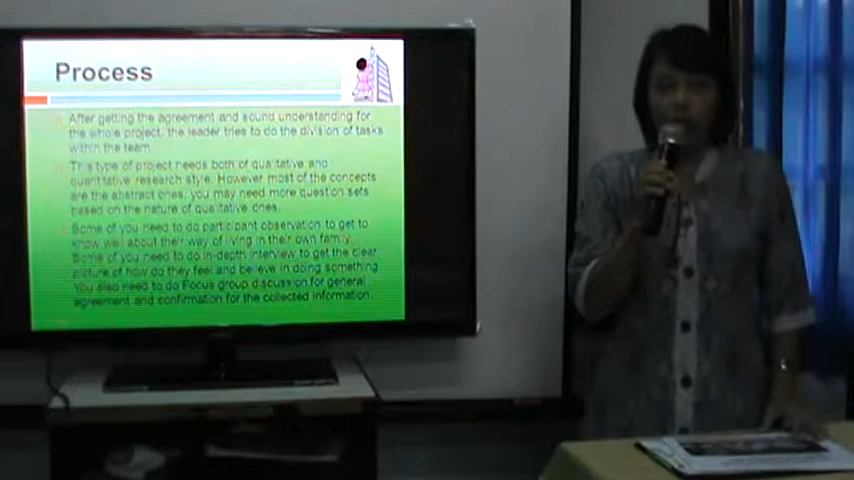 Process
After getting the agreement and sound understanding for
the whole project, the leader tries to do the division of tasks
within the team.
This type of project needs both of qualitative and
quantitative research style. However most of the concepts
are the abstract ones, you may need more question sets
based on the nature of qualitative ones.
Some of you need to do participant observation to get to
know well about their way of living in their own family.
Some of you need to do in-depth interview to get the clear
picture of how do they feel and believe in doing something.
You also need to do Focus group discussion for general
agreement and confirmation for the collected information.